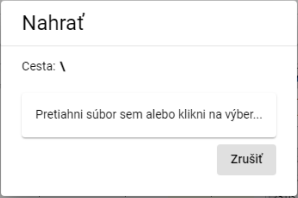 Nahrať
Cesta: \
Pretiahni súbor sem alebo klikni na výber...
Zrušiť